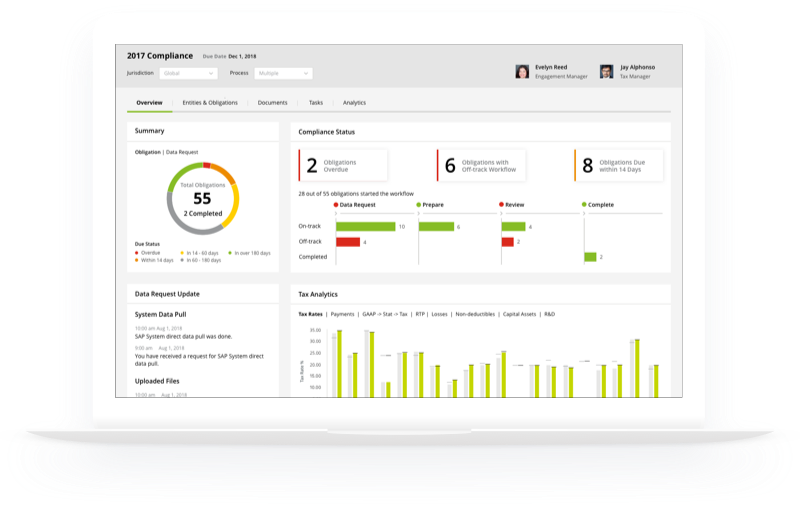 2017 Compliance | Due Date Dec 1, 2018
Jurisdiction Global Process Multiple
Evelyn Reed
Engagement Manager
Jay Alphonso
Tax Manager
Overview Entities & Obligations Documents Tasks Analytics
Summary
Obligation | Data Request
Total Obligations
55
2 Completed
Due Status
Overdue In 14 - 60 days In over 180 days
Within 14 days In 60 - 180 days
Compliance Status
2 Obligations Overdue
6 Obligations with Off-track Workflow
8 Obligations Due within 14 Days
28 out of 55 obligations started the workflow
Data Request Prepare Review Complete
On-track 10 6 4
Off-track 4 2
Completed 2
Data Request Update
System Data Pull
10:00 am Aug 1, 2018
SAP System direct data pull was done.
9:00 am Aug 1, 2018
You have received a request for SAP System direct
data pull.
Uploaded Files
10:00 am Aug 1, 2018
Tax Analytics
Tax Rates | Payments | GAAP -> Stat -> Tax | RTP | Losses | Non-deductibles | Capital Assets | R&D
Tax Rate %
35.00
30.00
25.00
20.00
15.00
10.00